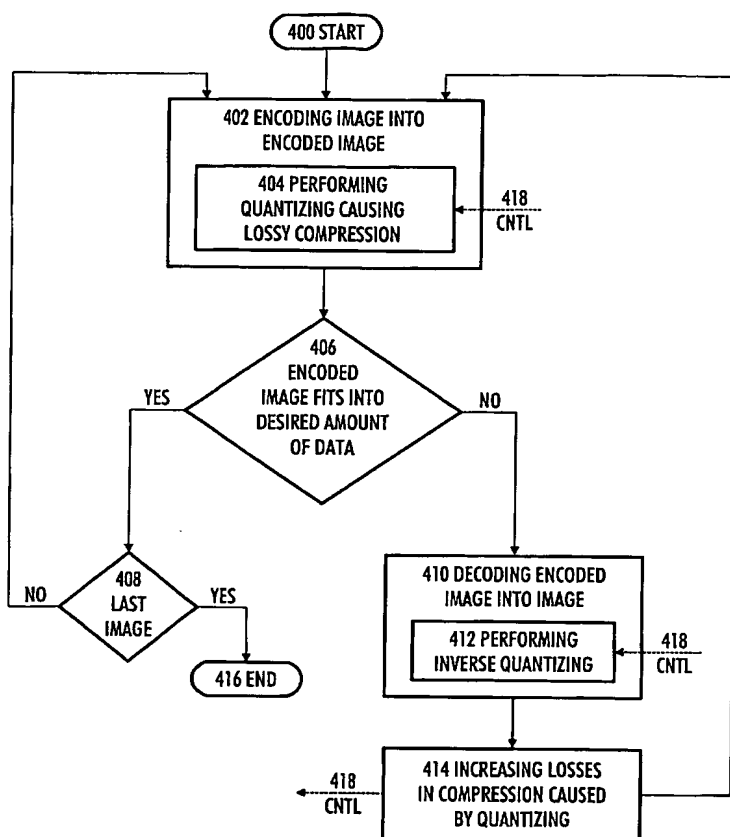 400 START
402 ENCODING IMAGE INTO
ENCODED IMAGE
404 PERFORMING
QUANTIZING CAUSING
LOSSY COMPRESSION
418
CNTL
406
ENCODED
IMAGE FITS INTO
DESIRED AMOUNT
OF DATA
YES
NO
408
LAST
IMAGE
NO
YES
416 END
410 DECODING ENCODED
IMAGE INTO IMAGE
412 PERFORMING
INVERSE QUANTIZING
418
CNTL
414 INCREASING LOSSES
IN COMPRESSION CAUSED
BY QUANTIZING
418
CNTL